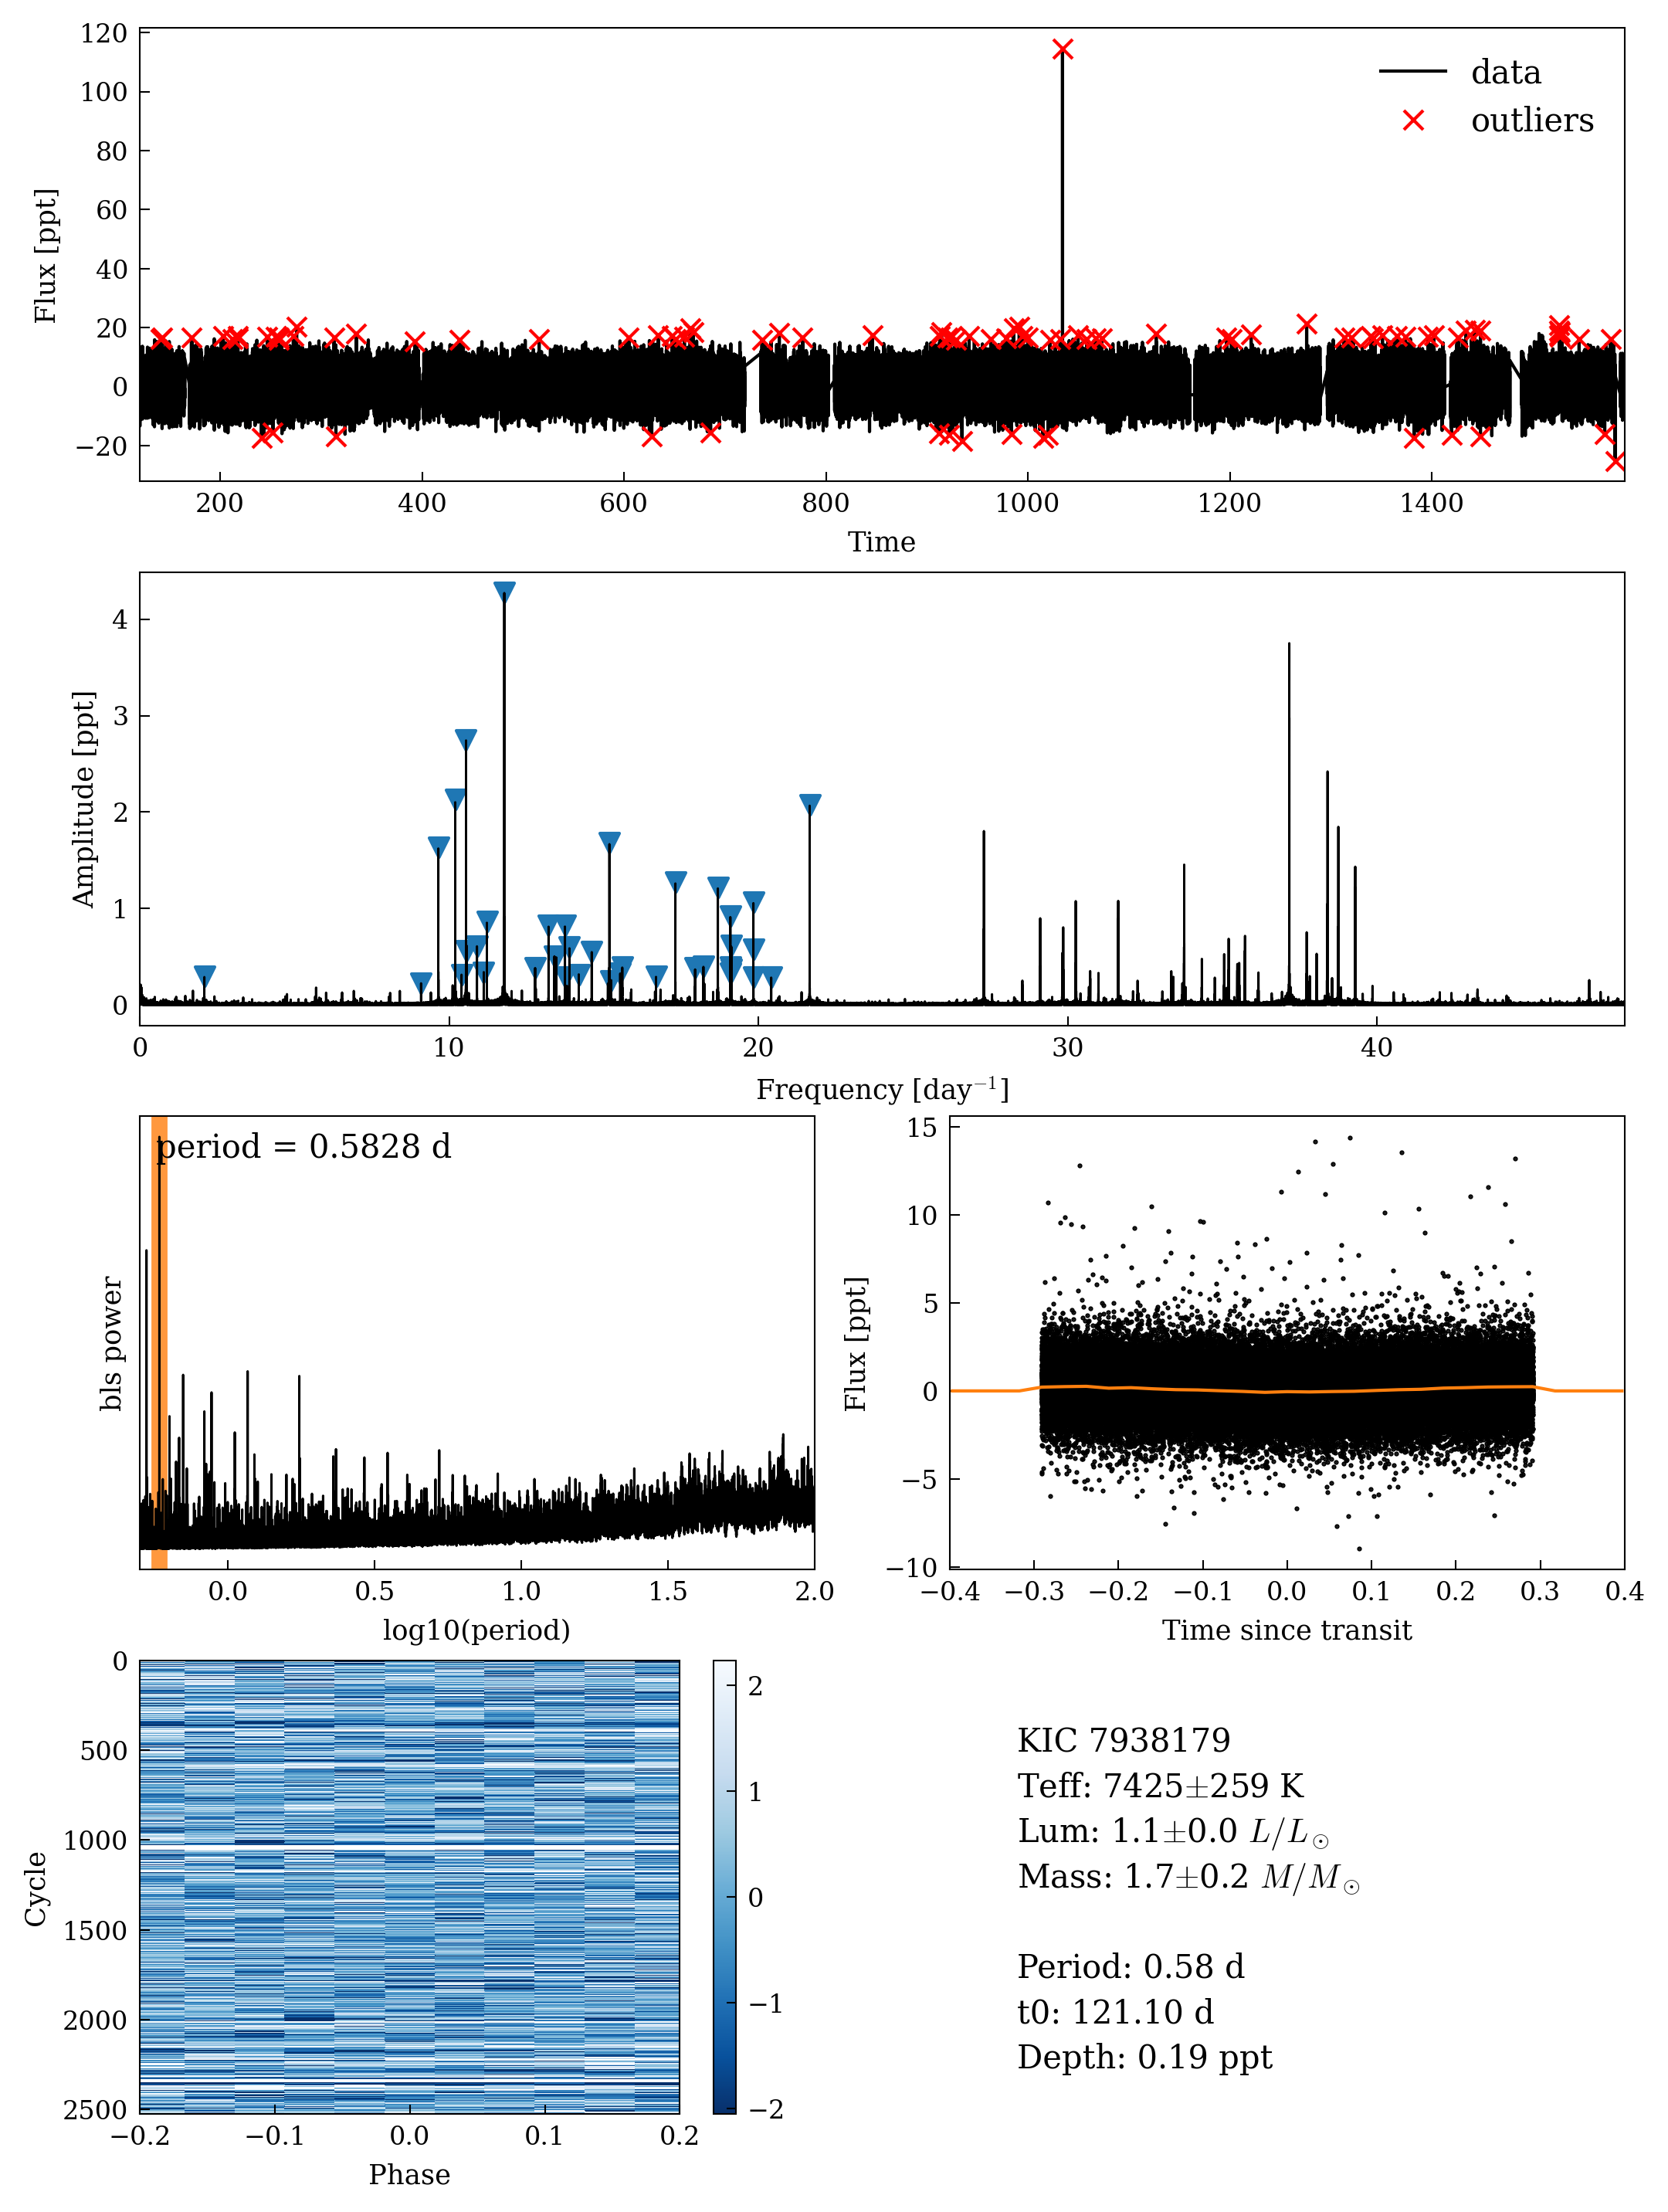 120
100
80
60
40
20
0
−20
Flux [ppt]
data
outliers
200 400 600 800 1000 1200 1400
Time
4
3
2
1
0
Amplitude [ppt]
0 10 20 30 40
Frequency [day⁻¹]
period = 0.5828 d
bls power
0.0 0.5 1.0 1.5 2.0
log10(period)
15
10
5
0
−5
−10
Flux [ppt]
−0.4 −0.3 −0.2 −0.1 0.0 0.1 0.2 0.3 0.4
Time since transit
0
500
1000
1500
2000
2500
Cycle
−0.2 −0.1 0.0 0.1 0.2
Phase
2
1
0
−1
−2
KIC 7938179
Teff: 7425±259 K
Lum: 1.1±0.0 L/L⊙
Mass: 1.7±0.2 M/M⊙
Period: 0.58 d
t0: 121.10 d
Depth: 0.19 ppt